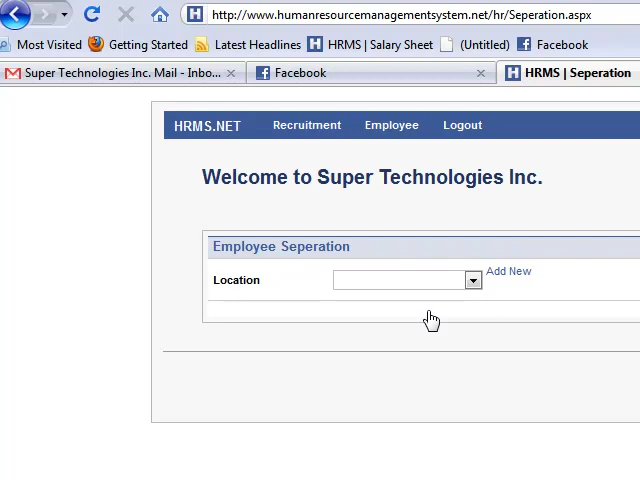 http://www.humanresourcemanagementsystem.net/hr/Seperation.aspx
Most Visited Getting Started Latest Headlines HRMS | Salary Sheet (Untitled) Facebook
Super Technologies Inc. Mail - Inbo... Facebook HRMS | Seperation
HRMS.NET Recruitment Employee Logout
Welcome to Super Technologies Inc.
Employee Seperation
Location Add New